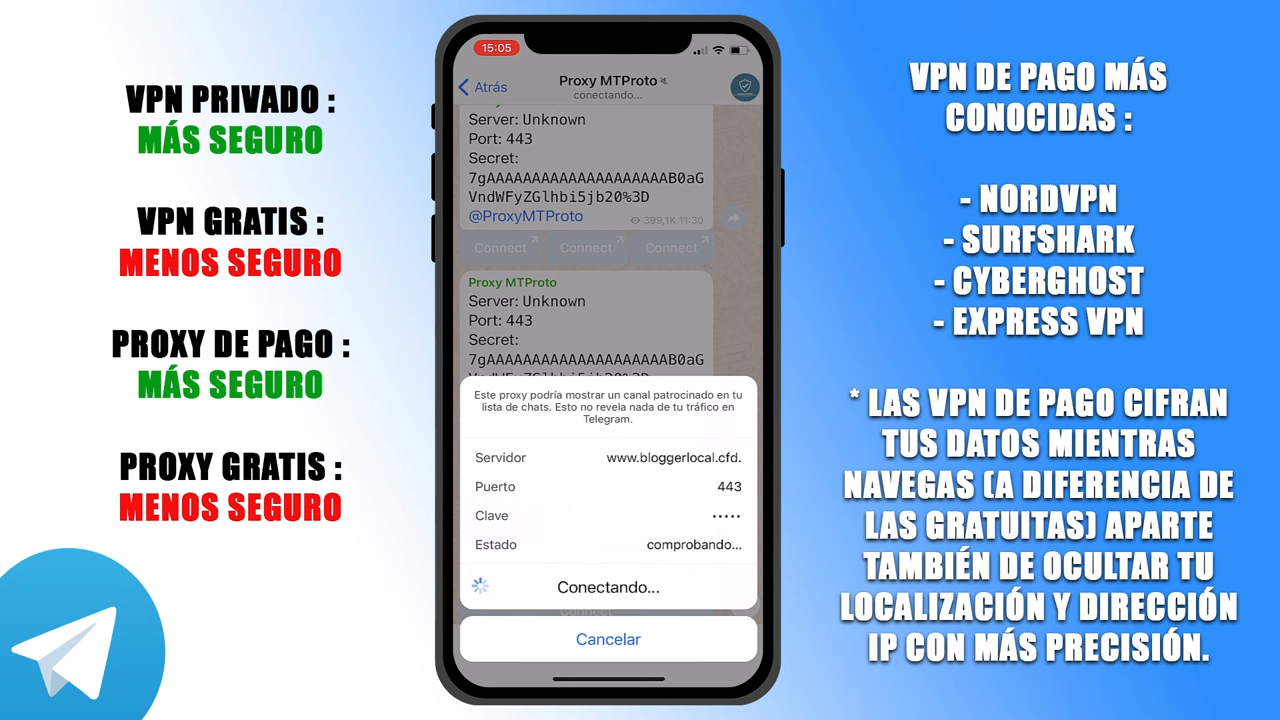 VPN PRIVADO :
MÁS SEGURO
VPN GRATIS :
MENOS SEGURO
PROXY DE PAGO :
MÁS SEGURO
PROXY GRATIS :
MENOS SEGURO
15:05
Atrás
Proxy MTProto
conectando...
Server: Unknown
Port: 443
Secret:
7gAAAAAAAAAAAAAAAAAAAAAB0aG
VndWFyZGlhbi5jb20%3D
@ProxyMTProto
399,1K 11:30
Connect Connect Connect
Proxy MTProto
Server: Unknown
Port: 443
Secret:
7gAAAAAAAAAAAAAAAAAAAAAB0aG
Este proxy podría mostrar un canal patrocinado en tu
lista de chats. Esto no revela nada de tu tráfico en
Telegram.
Servidor www.bloggerlocal.cfd.
Puerto 443
Clave •••••
Estado comprobando...
Conectando...
Connect
Cancelar
VPN DE PAGO MÁS
CONOCIDAS :
- NORDVPN
- SURFSHARK
- CYBERGHOST
- EXPRESS VPN
* LAS VPN DE PAGO CIFRAN
TUS DATOS MIENTRAS
NAVEGAS (A DIFERENCIA DE
LAS GRATUITAS) APARTE
TAMBIÉN DE OCULTAR TU
LOCALIZACIÓN Y DIRECCIÓN
IP CON MÁS PRECISIÓN.